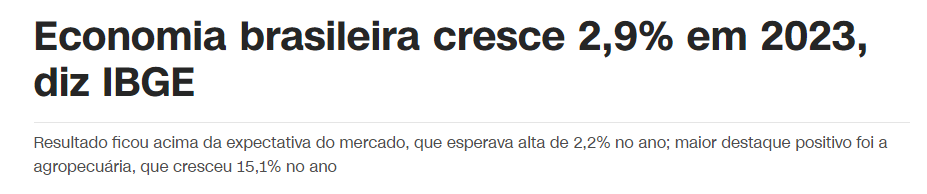 Economia brasileira cresce 2,9% em 2023,
diz IBGE
Resultado ficou acima da expectativa do mercado, que esperava alta de 2,2% no ano; maior destaque positivo foi a
agropecuária, que cresceu 15,1% no ano